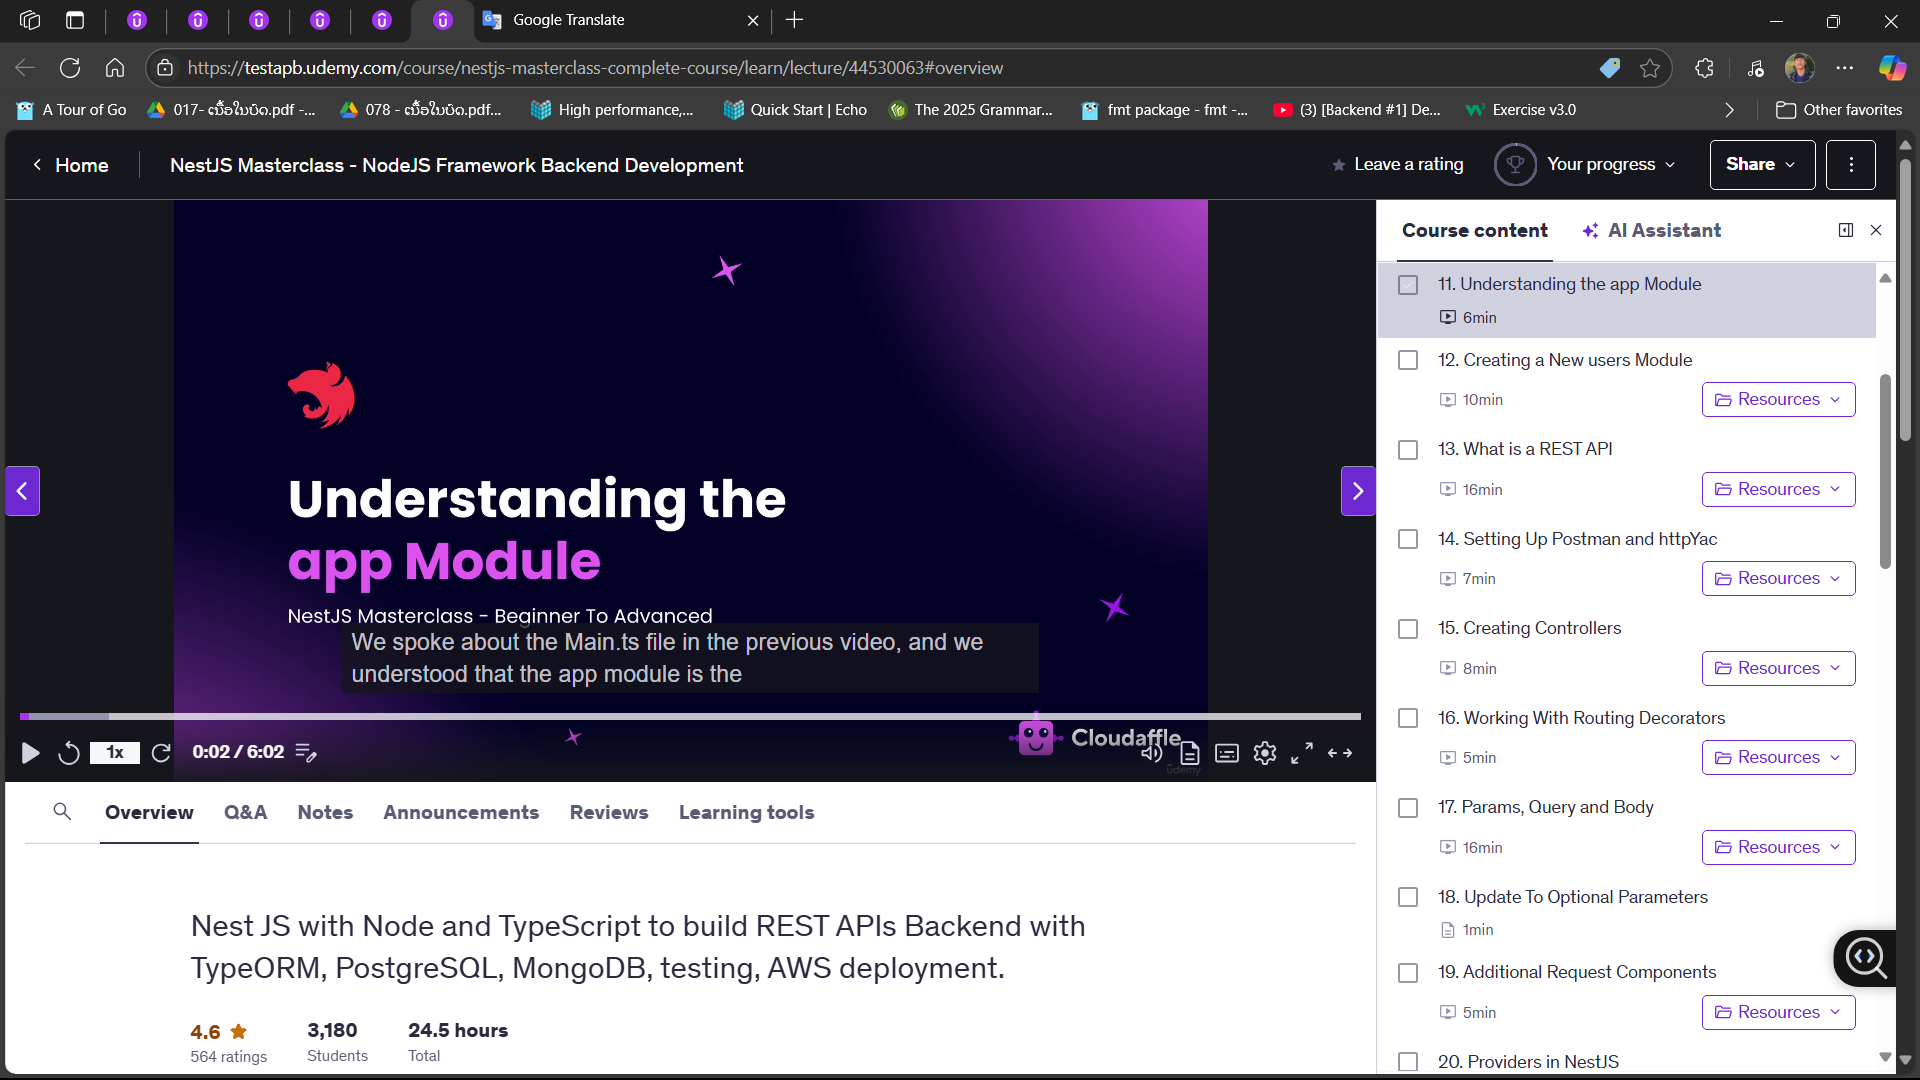 Google Translate
https://testapb.udemy.com/course/nestjs-masterclass-complete-course/learn/lecture/44530063#overview
A Tour of Go
017- ເນື້ອໃນບົດ.pdf -...
078 - ເນື້ອໃນບົດ.pdf...
High performance,...
Quick Start | Echo
The 2025 Grammar...
fmt package - fmt -...
(3) [Backend #1] De...
Exercise v3.0
Other favorites
Home
NestJS Masterclass - NodeJS Framework Backend Development
Leave a rating
Your progress
Share
Understanding the
app Module
NestJS Masterclass - Beginner To Advanced
We spoke about the Main.ts file in the previous video, and we
understood that the app module is the
Cloudaffle
udemy
1x
0:02 / 6:02
Course content
AI Assistant
11. Understanding the app Module
6min
12. Creating a New users Module
10min
Resources
13. What is a REST API
16min
Resources
14. Setting Up Postman and httpYac
7min
Resources
15. Creating Controllers
8min
Resources
16. Working With Routing Decorators
5min
Resources
17. Params, Query and Body
16min
Resources
18. Update To Optional Parameters
1min
19. Additional Request Components
5min
Resources
20. Providers in NestJS
Overview
Q&A
Notes
Announcements
Reviews
Learning tools
Nest JS with Node and TypeScript to build REST APIs Backend with
TypeORM, PostgreSQL, MongoDB, testing, AWS deployment.
4.6
564 ratings
3,180
Students
24.5 hours
Total